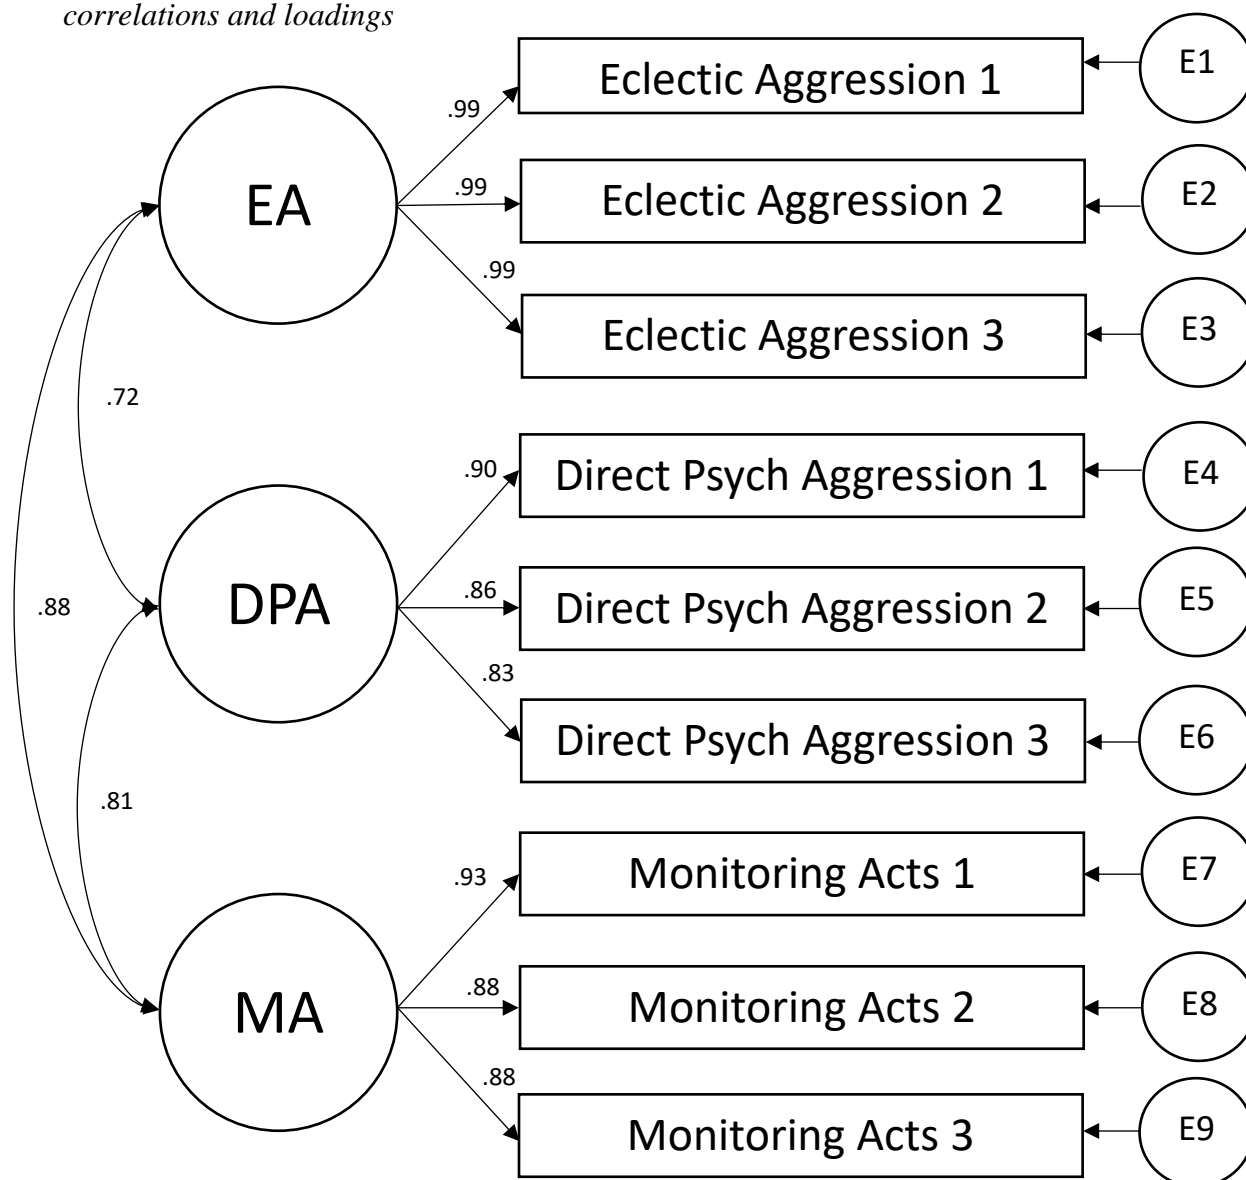 correlations and loadings
Eclectic Aggression 1
E1
.99
EA
.99
Eclectic Aggression 2
E2
.99
Eclectic Aggression 3
E3
.72
.90
Direct Psych Aggression 1
E4
.88
DPA
.86
Direct Psych Aggression 2
E5
.83
Direct Psych Aggression 3
E6
.81
.93
Monitoring Acts 1
E7
MA
.88
Monitoring Acts 2
E8
.88
Monitoring Acts 3
E9